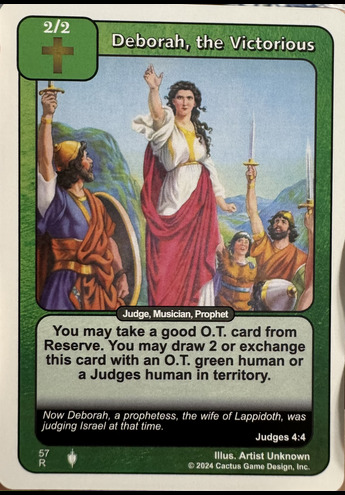 2/2
Deborah, the Victorious
Judge, Musician, Prophet
You may take a good O.T. card from
Reserve. You may draw 2 or exchange
this card with an O.T. green human or
a Judges human in territory.
Now Deborah, a prophetess, the wife of Lappidoth, was
judging Israel at that time.
Judges 4:4
57
R
Illus. Artist Unknown
© 2024 Cactus Game Design, Inc.